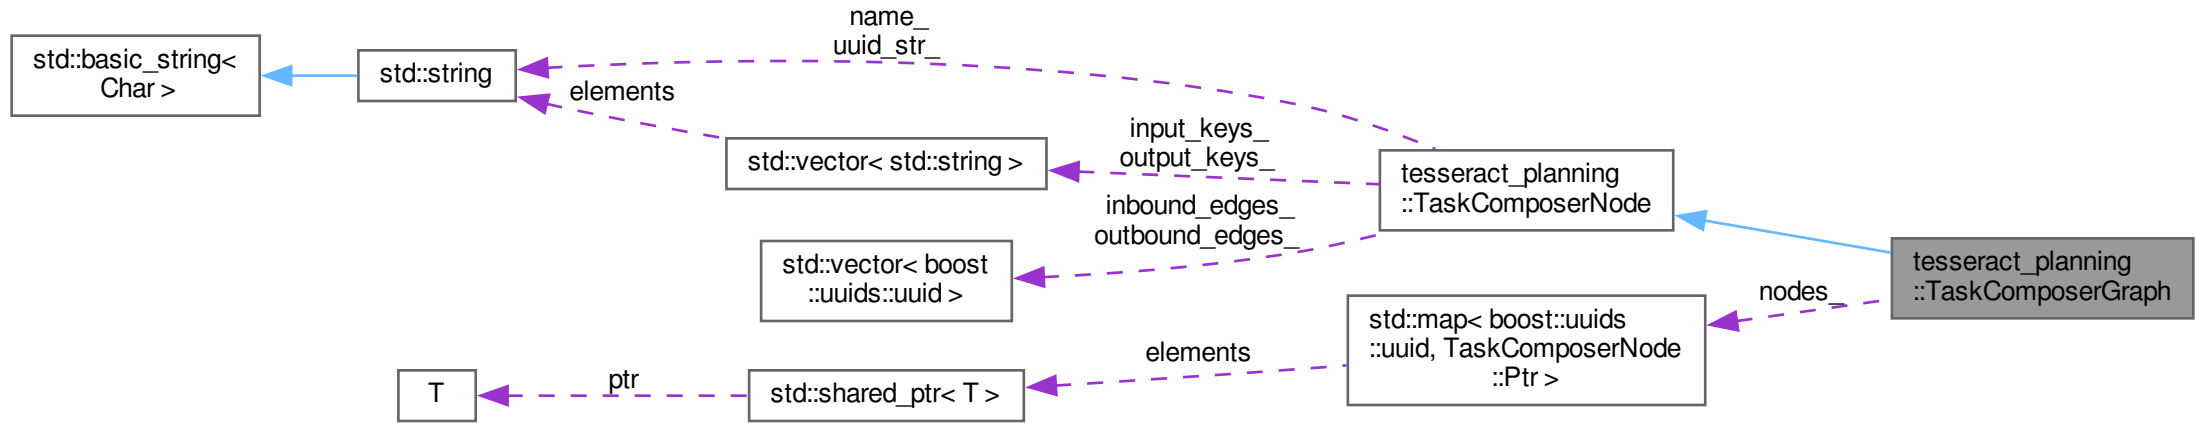 name_
uuid_str_
std::basic_string<
Char >
std::string
elements
input_keys_
output_keys_
std::vector< std::string >
tesseract_planning
::TaskComposerNode
inbound_edges_
outbound_edges_
std::vector< boost
::uuids::uuid >
tesseract_planning
::TaskComposerGraph
nodes_
std::map< boost::uuids
::uuid, TaskComposerNode
::Ptr >
elements
ptr
T
std::shared_ptr< T >